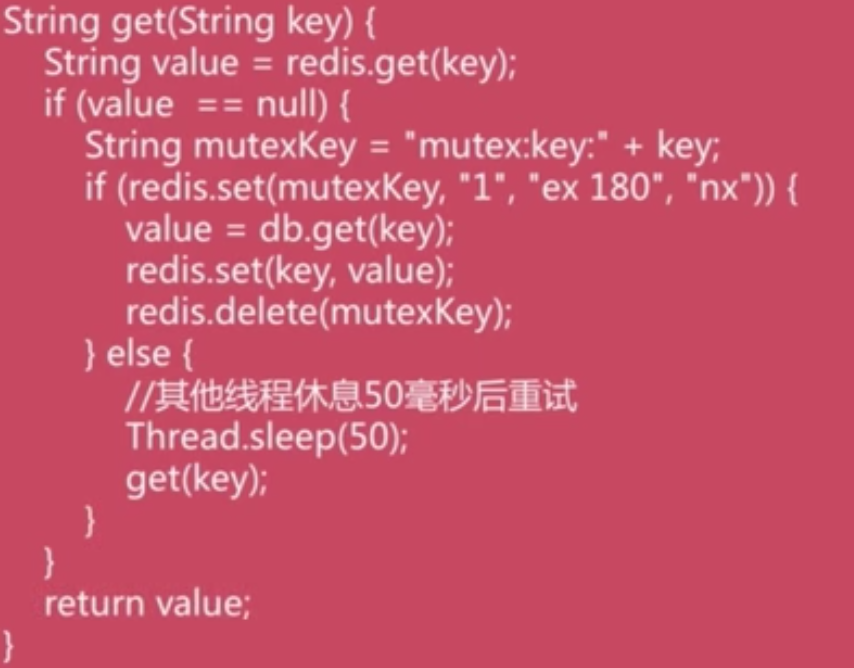 String get(String key) {
String value = redis.get(key);
if (value == null) {
String mutexKey = "mutex:key:" + key;
if (redis.set(mutexKey, "1", "ex 180", "nx")) {
value = db.get(key);
redis.set(key, value);
redis.delete(mutexKey);
} else {
//其他线程休息50毫秒后重试
Thread.sleep(50);
get(key);
}
}
return value;
}